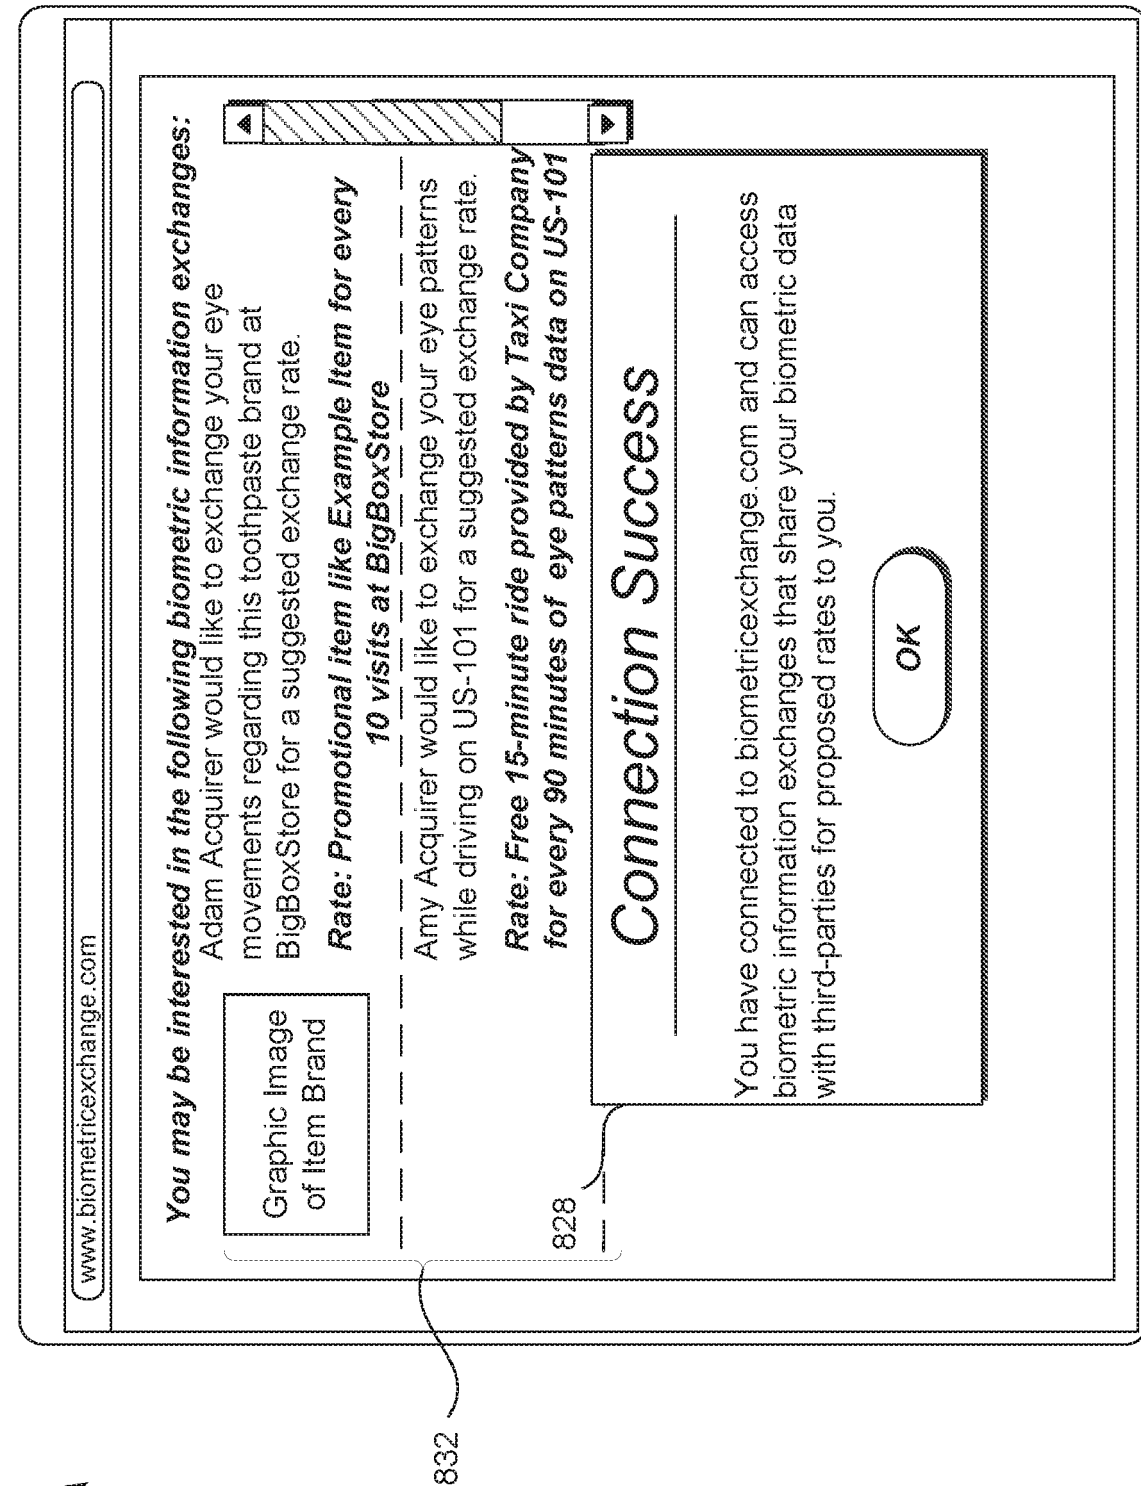 www.biometricexchange.com
You may be interested in the following biometric information exchanges:
Graphic Image
of Item Brand
Adam Acquirer would like to exchange your eye
movements regarding this toothpaste brand at
BigBoxStore for a suggested exchange rate.
Rate: Promotional item like Example Item for every
10 visits at BigBoxStore
Amy Acquirer would like to exchange your eye patterns
while driving on US-101 for a suggested exchange rate.
Rate: Free 15-minute ride provided by Taxi Company
for every 90 minutes of eye patterns data on US-101
Connection Success
You have connected to biometricexchange.com and can access
biometric information exchanges that share your biometric data
with third-parties for proposed rates to you.
OK
828
832